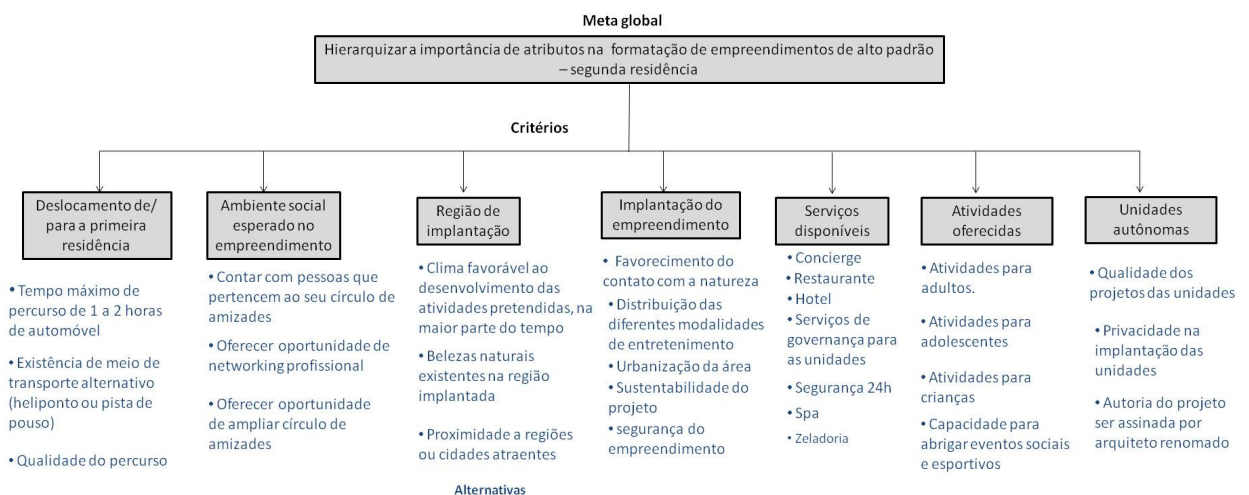 Meta global
Hierarquizar a importância de atributos na formatação de empreendimentos de alto padrão
– segunda residência
Critérios
Deslocamento de/
para a primeira
residência
• Tempo máximo de
percurso de 1 a 2 horas
de automóvel
• Existência de meio de
transporte alternativo
(heliponto ou pista de
pouso)
• Qualidade do percurso
Ambiente social
esperado no
empreendimento
• Contar com pessoas que
pertencem ao seu círculo de
amizades
• Oferecer oportunidade de
networking profissional
• Oferecer oportunidade
de ampliar círculo de
amizades
Região de
implantação
• Clima favorável ao
desenvolvimento das
atividades pretendidas, na
maior parte do tempo
• Belezas naturais
existentes na região
implantada
• Proximidade a regiões
ou cidades atraentes
Implantação do
empreendimento
• Favorecimento do
contato com a natureza
• Distribuição das
diferentes modalidades
de entretenimento
• Urbanização da área
• Sustentabilidade do
projeto
• segurança do
empreendimento
Serviços
disponíveis
• Concierge
• Restaurante
• Hotel
• Serviços de
governança para
as unidades
• Segurança 24h
• Spa
• Zeladoria
Atividades
oferecidas
• Atividades para
adultos.
• Atividades para
adolescentes
• Atividades para
crianças
• Capacidade para
abrigar eventos sociais
e esportivos
Unidades
autônomas
• Qualidade dos
projetos das unidades
• Privacidade na
implantação das
unidades
• Autoria do projeto
ser assinada por
arquiteto renomado
Alternativas